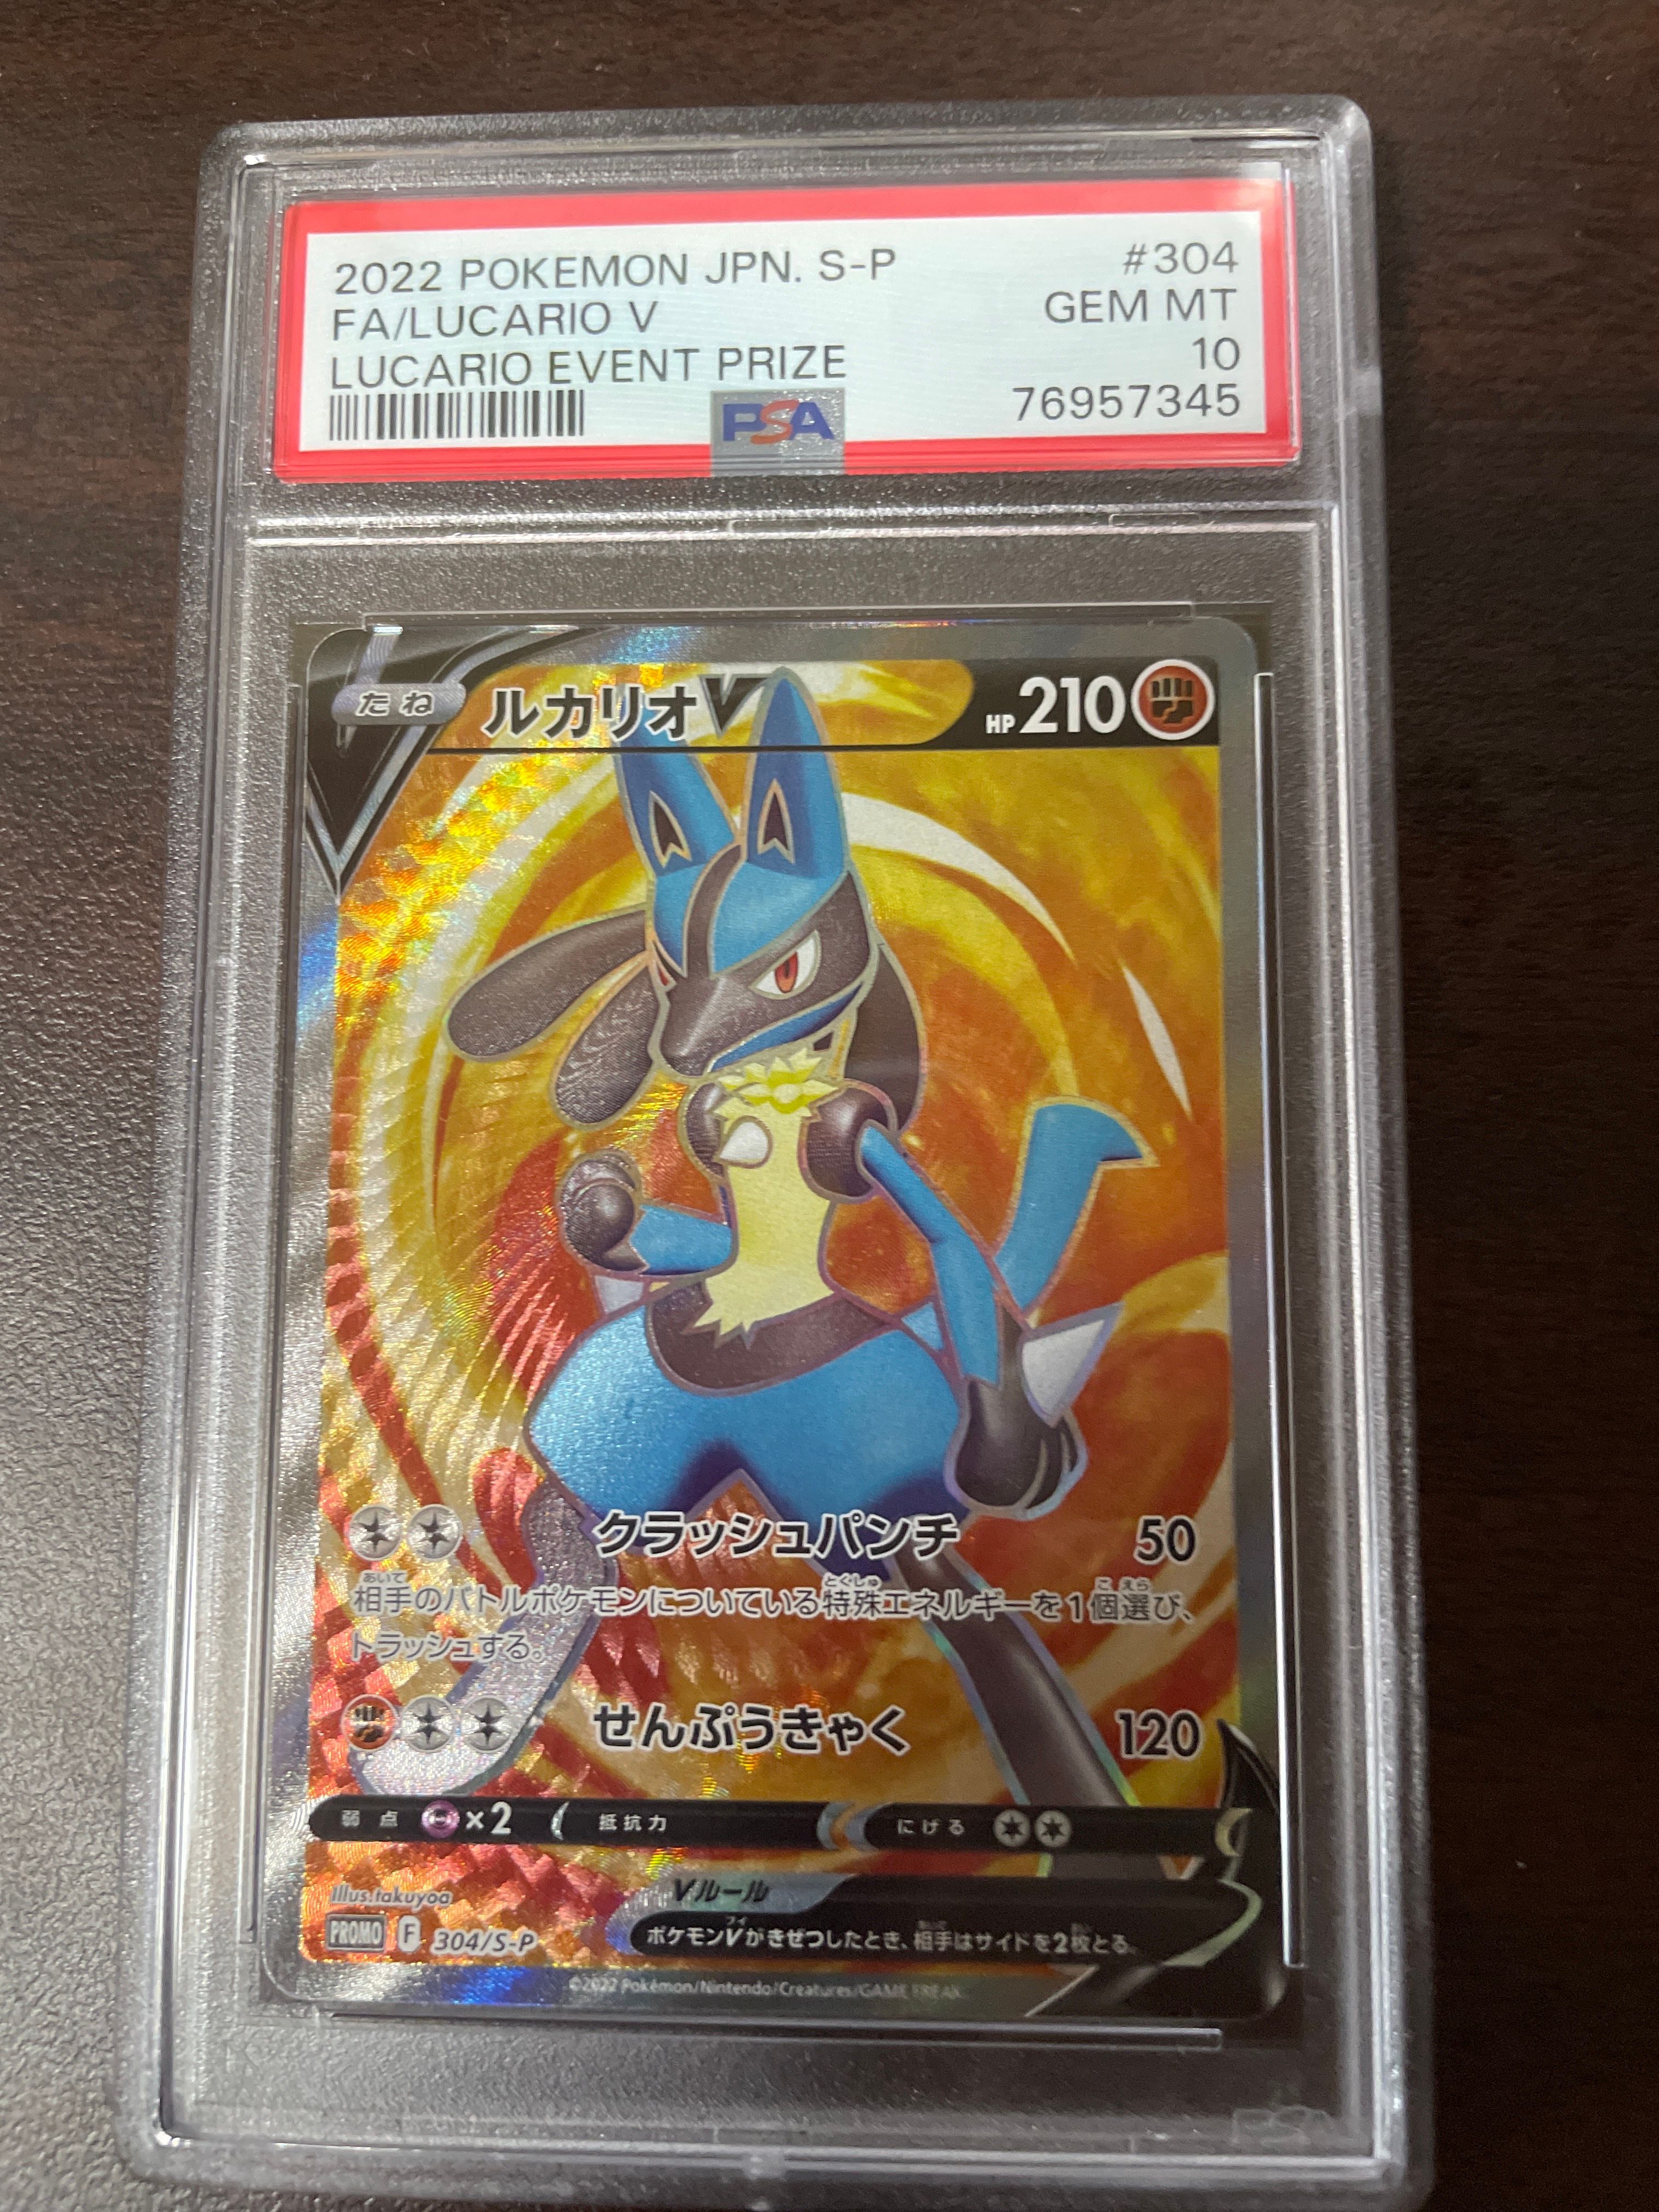 2022 POKEMON JPN. S-P #304
FA/LUCARIO V GEM MT
LUCARIO EVENT PRIZE 10
PSA 76957345
たね ルカリオV HP 210
クラッシュパンチ 50
相手のバトルポケモンについている特殊エネルギーを1個選び、
トラッシュする。
せんぷうきゃく 120
弱点 ×2 抵抗力 にげる
Illus.takuyoa Vルール
PROMO F 304/S-P ポケモンVがきぜつしたとき、相手はサイドを2枚とる。
©2022 Pokémon/Nintendo/Creatures/GAME FREAK.
PSA